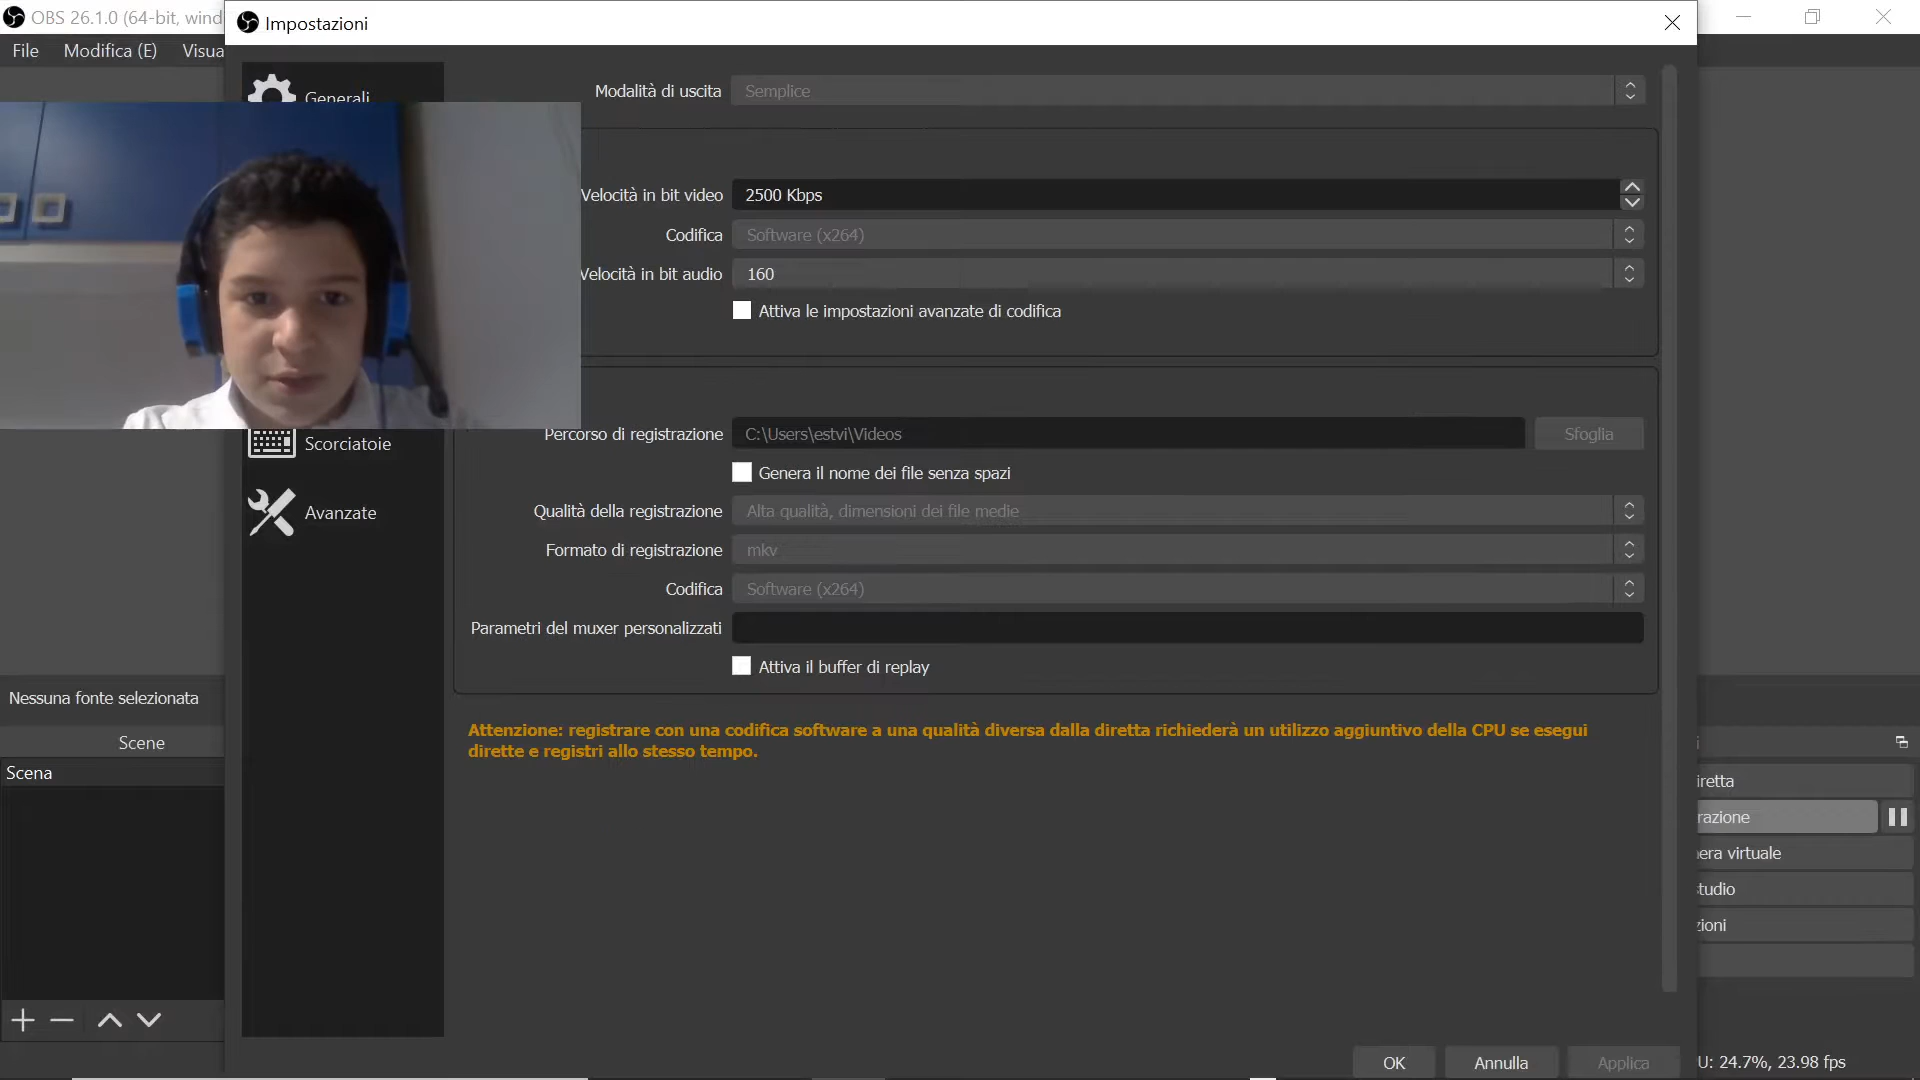 OBS 26.1.0 (64-bit, wind
Impostazioni
File Modifica (E) Visua
Generali
Scorciatoie
Avanzate
Modalità di uscita Semplice
Velocità in bit video 2500 Kbps
Codifica Software (x264)
Velocità in bit audio 160
Attiva le impostazioni avanzate di codifica
Percorso di registrazione C:\Users\estvi\Videos Sfoglia
Genera il nome dei file senza spazi
Qualità della registrazione Alta qualità, dimensioni dei file medie
Formato di registrazione mkv
Codifica Software (x264)
Parametri del muxer personalizzati
Attiva il buffer di replay
Attenzione: registrare con una codifica software a una qualità diversa dalla diretta richiederà un utilizzo aggiuntivo della CPU se esegui
dirette e registri allo stesso tempo.
Nessuna fonte selezionata
Scene
Scena
i
iretta
razione
nera virtuale
studio
zioni
OK Annulla Applica
U: 24.7%, 23.98 fps